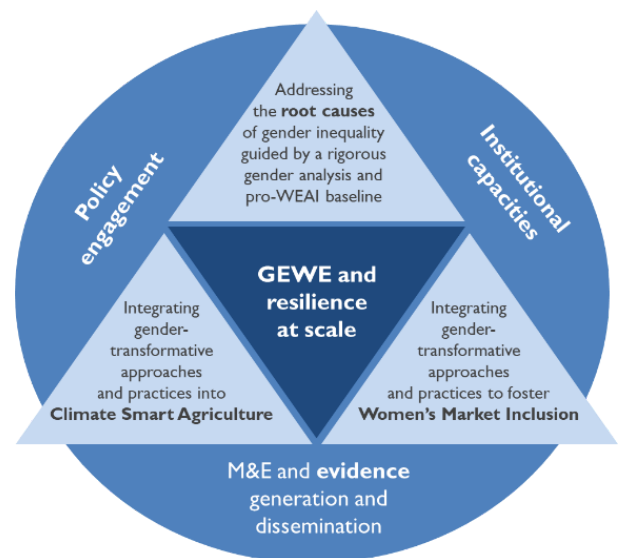 Addressing
the root causes
of gender inequality
guided by a rigorous
gender analysis and
pro-WEAI baseline
Policy
engagement
Institutional
capacities
GEWE and
resilience
at scale
Integrating
gender-
transformative
approaches
and practices into
Climate Smart Agriculture
Integrating
gender-
transformative
approaches
and practices to foster
Women's Market Inclusion
M&E and evidence
generation and
dissemination